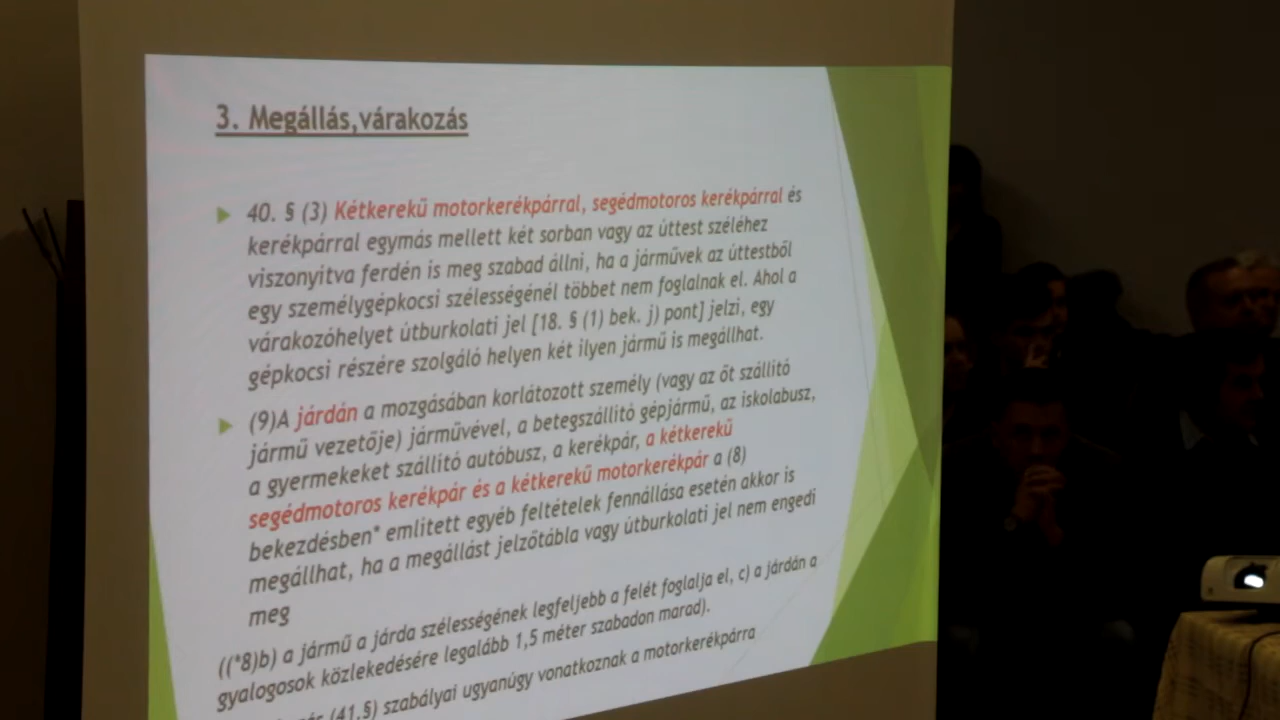 3. Megállás,várakozás
40. § (3) Kétkerekű motorkerékpárral, segédmotoros kerékpárral és
kerékpárral egymás mellett két sorban vagy az úttest széléhez
viszonyítva ferdén is meg szabad állni, ha a járművek az úttestből
egy személygépkocsi szélességénél többet nem foglalnak el. Ahol a
várakozóhelyet útburkolati jel [18. § (1) bek. j) pont] jelzi, egy
gépkocsi részére szolgáló helyen két ilyen jármű is megállhat.
(9)A járdán a mozgásában korlátozott személy (vagy az őt szállító
jármű vezetője) járművével, a betegszállító gépjármű, az iskolabusz,
a gyermekeket szállító autóbusz, a kerékpár, a kétkerekű
segédmotoros kerékpár és a kétkerekű motorkerékpár a (8)
bekezdésben* említett egyéb feltételek fennállása esetén akkor is
megállhat, ha a megállást jelzőtábla vagy útburkolati jel nem engedi
meg
((*8)b) a jármű a járda szélességének legfeljebb a felét foglalja el, c) a járdán a
gyalogosok közlekedésére legalább 1,5 méter szabadon marad).
(41.§) szabályai ugyanúgy vonatkoznak a motorkerékpárra